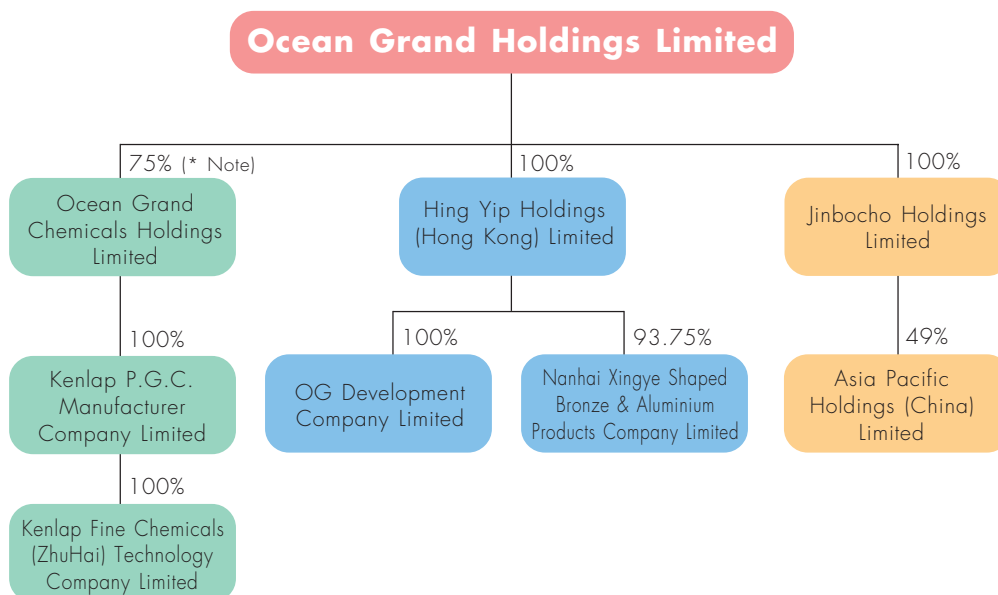 Ocean Grand Holdings Limited
75% (* Note)
100%
100%
Ocean Grand
Chemicals Holdings
Limited
Hing Yip Holdings
(Hong Kong) Limited
Jinbocho Holdings
Limited
100%
100%
93.75%
49%
Kenlap P.G.C.
Manufacturer
Company Limited
OG Development
Company Limited
Nanhai Xingye Shaped
Bronze & Aluminium
Products Company Limited
Asia Pacific
Holdings (China)
Limited
100%
Kenlap Fine Chemicals
(ZhuHai) Technology
Company Limited